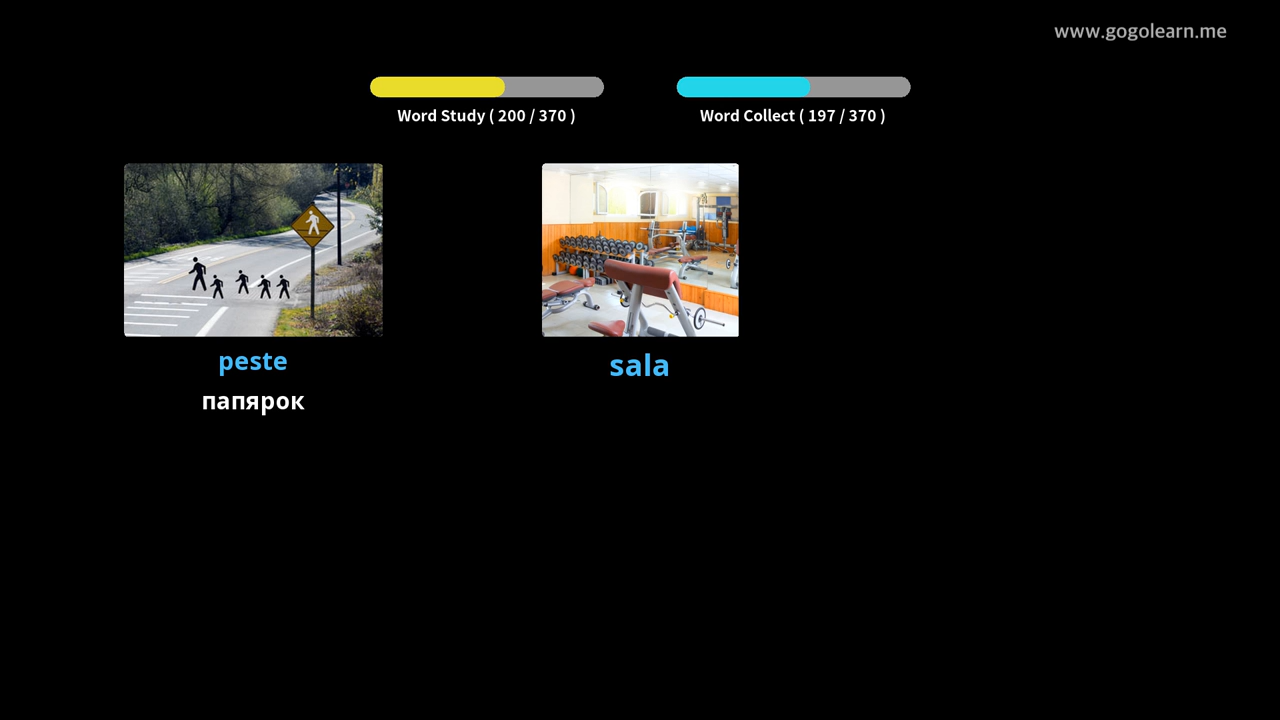 www.gogolearn.me
Word Study ( 200 / 370 )
Word Collect ( 197 / 370 )
peste
папярок
sala